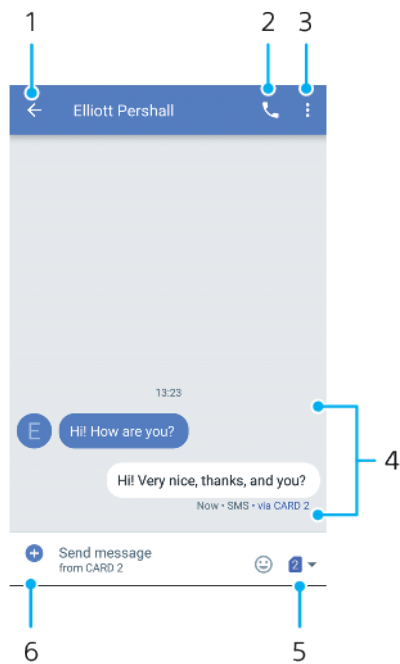 1 2 3
Elliott Pershall
13:23
E Hi! How are you?
Hi! Very nice, thanks, and you?
Now • SMS • via CARD 2
4
Send message
from CARD 2
2
6 5